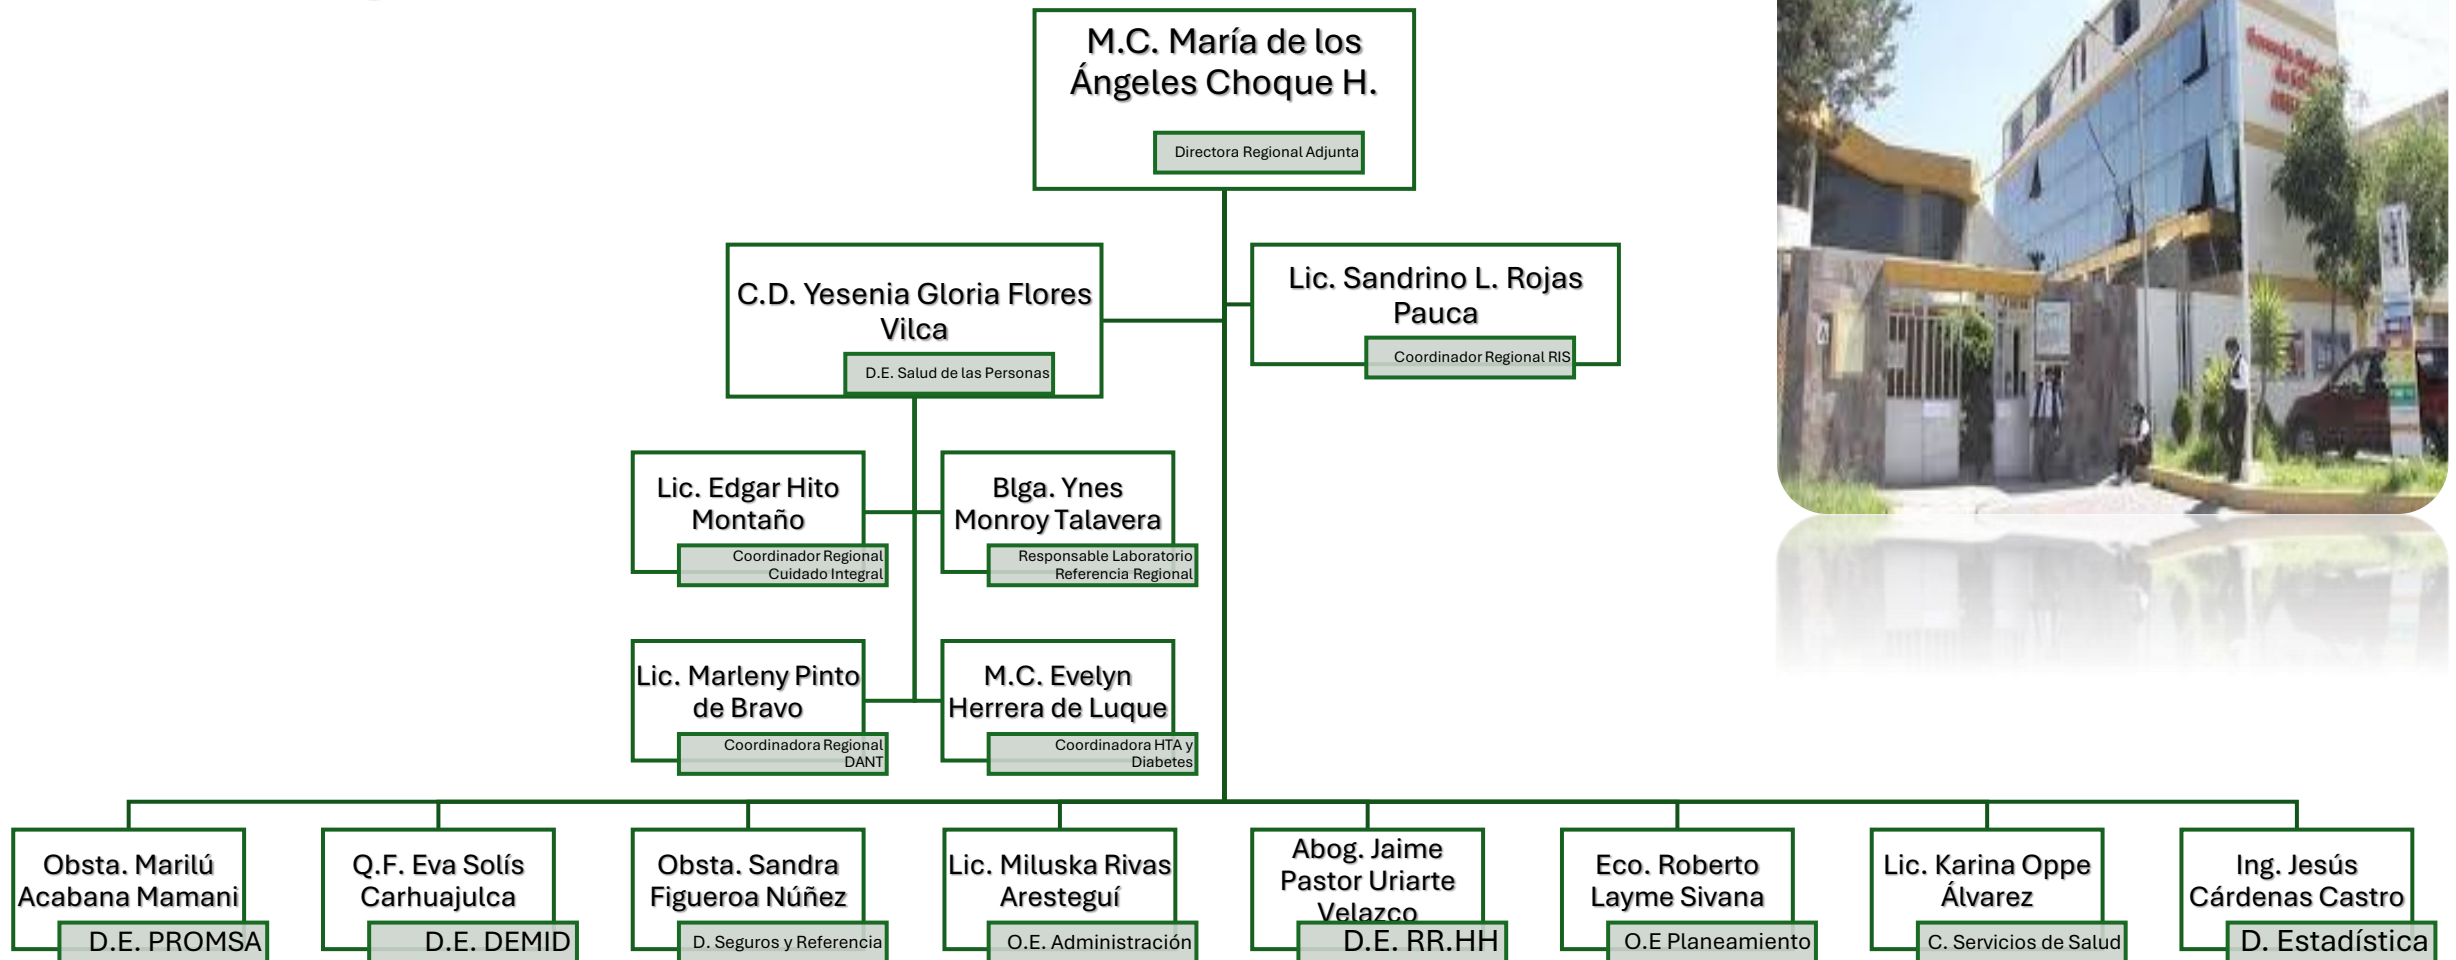 M.C. María de los
Ángeles Choque H.
Directora Regional Adjunta
C.D. Yesenia Gloria Flores
Vilca
D.E. Salud de las Personas
Lic. Sandrino L. Rojas
Pauca
Coordinador Regional RIS
Lic. Edgar Hito
Montaño
Coordinador Regional
Cuidado Integral
Blga. Ynes
Monroy Talavera
Responsable Laboratorio
Referencia Regional
Lic. Marleny Pinto
de Bravo
Coordinadora Regional
DANT
M.C. Evelyn
Herrera de Luque
Coordinadora HTA y
Diabetes
Obsta. Marilú
Acabana Mamani
D.E. PROMSA
Q.F. Eva Solís
Carhuajulca
D.E. DEMID
Obsta. Sandra
Figueroa Núñez
D. Seguros y Referencia
Lic. Miluska Rivas
Aresteguí
O.E. Administración
Abog. Jaime
Pastor Uriarte
Velazco
D.E. RR.HH
Eco. Roberto
Layme Sivana
O.E Planeamiento
Lic. Karina Oppe
Álvarez
C. Servicios de Salud
Ing. Jesús
Cárdenas Castro
D. Estadística